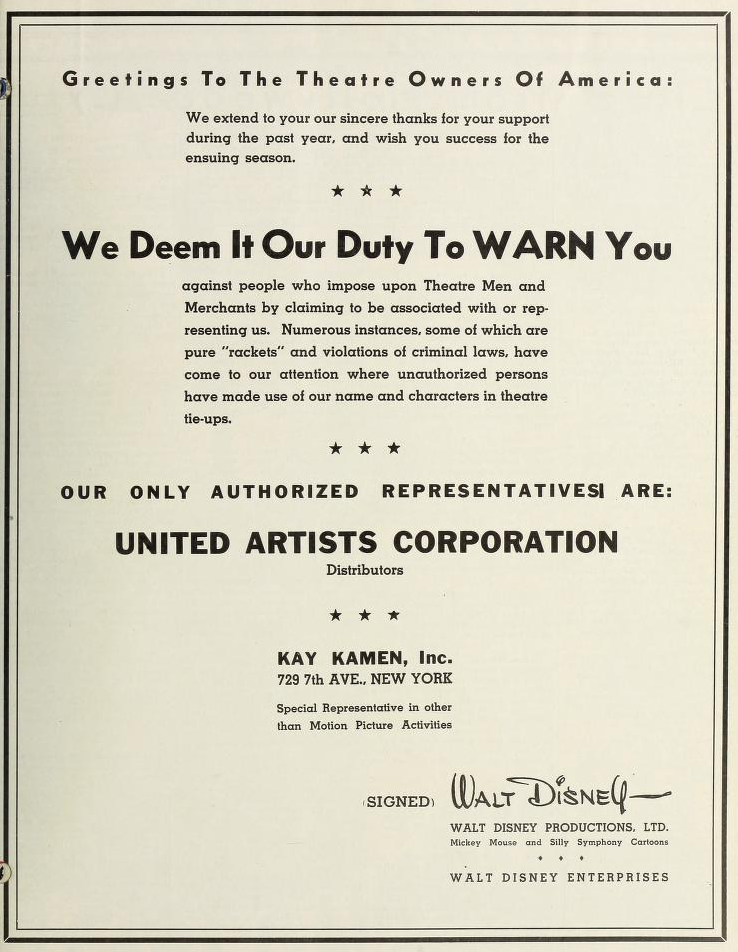 Greetings To The Theatre Owners Of America:
We extend to your our sincere thanks for your support
during the past year, and wish you success for the
ensuing season.
★ ★ ★
We Deem It Our Duty To WARN You
against people who impose upon Theatre Men and
Merchants by claiming to be associated with or rep-
resenting us. Numerous instances, some of which are
pure "rackets" and violations of criminal laws, have
come to our attention where unauthorized persons
have made use of our name and characters in theatre
tie-ups.
★ ★ ★
OUR ONLY AUTHORIZED REPRESENTATIVES ARE:
UNITED ARTISTS CORPORATION
Distributors
★ ★ ★
KAY KAMEN, Inc.
729 7th AVE., NEW YORK
Special Representative in other
than Motion Picture Activities
(SIGNED) WALT DISNEY
WALT DISNEY PRODUCTIONS, LTD.
Mickey Mouse and Silly Symphony Cartoons
WALT DISNEY ENTERPRISES